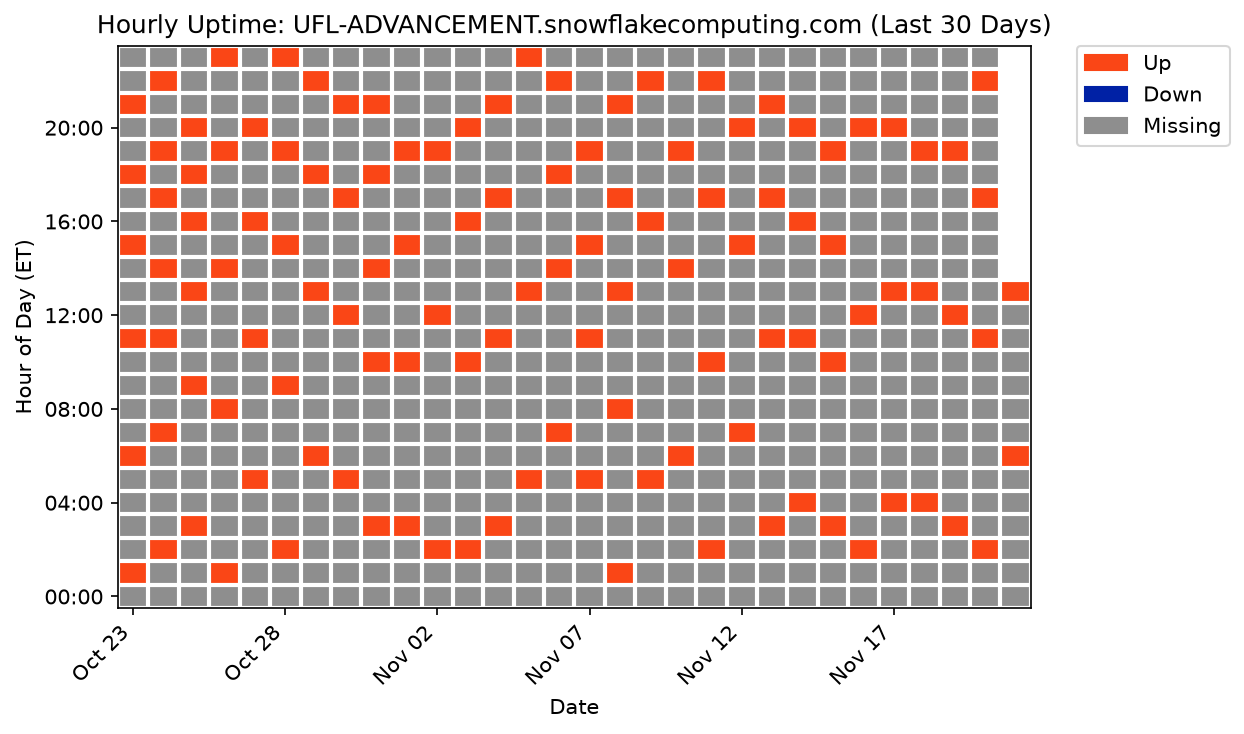 Hourly Uptime: UFL-ADVANCEMENT.snowflakecomputing.com (Last 30 Days)
Up
Down
Missing
Hour of Day (ET)
20:00
16:00
12:00
08:00
04:00
00:00
Oct 23
Oct 28
Nov 02
Nov 07
Nov 12
Nov 17
Date